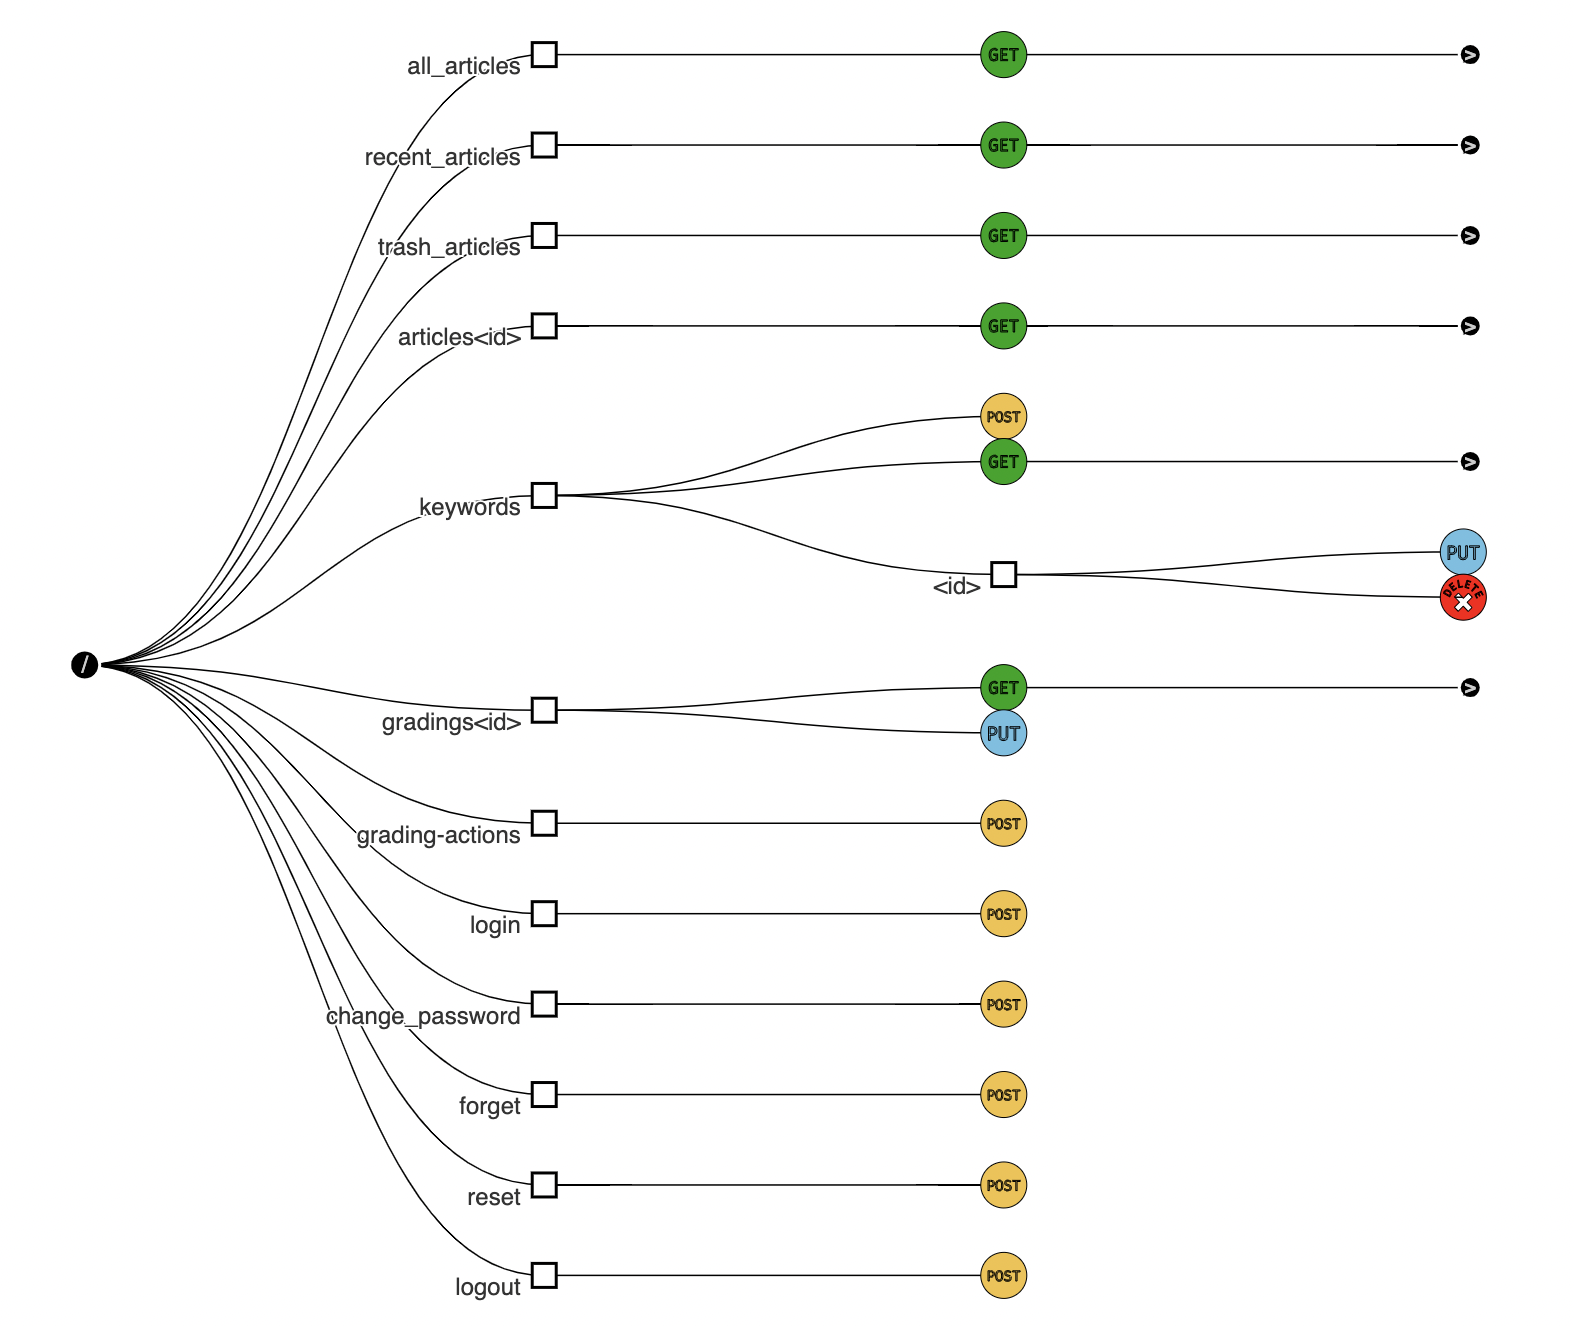 all_articles
GET
>
recent_articles
GET
>
trash_articles
GET
>
articles<id>
GET
>
POST
keywords
GET
>
<id>
PUT
DELETE
/
gradings<id>
GET
>
PUT
grading-actions
POST
login
POST
change_password
POST
forget
POST
reset
POST
logout
POST